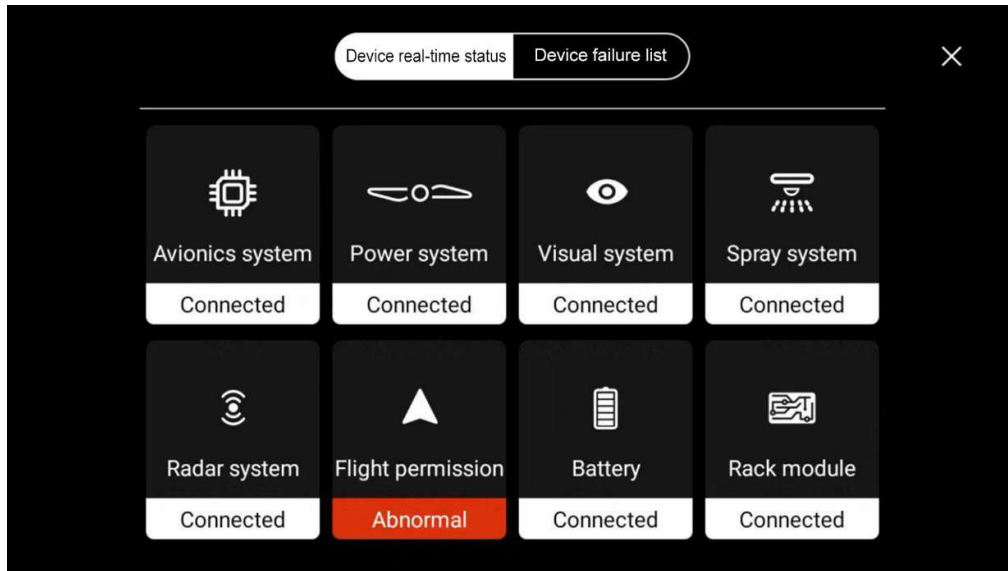 Device real-time status
Device failure list
Avionics system
Power system
Visual system
Spray system
Connected
Connected
Connected
Connected
Radar system
Flight permission
Battery
Rack module
Connected
Abnormal
Connected
Connected